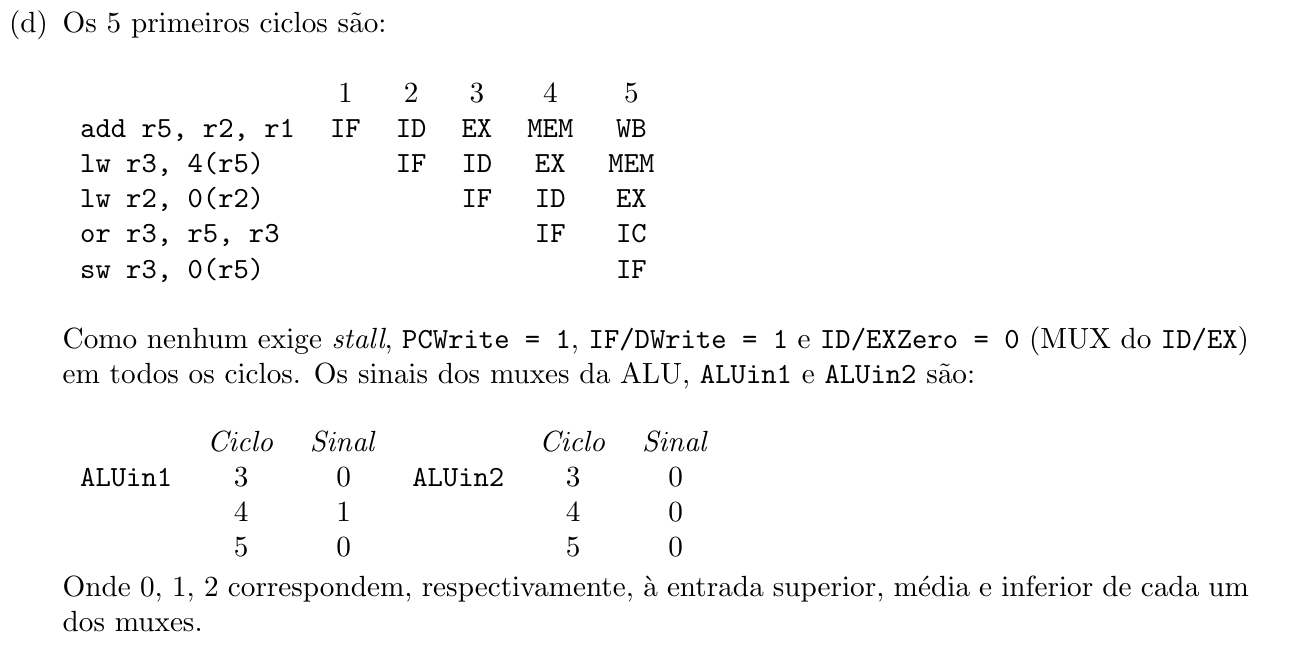 (d) Os 5 primeiros ciclos são:
1 2 3 4 5
add r5, r2, r1 IF ID EX MEM WB
lw r3, 4(r5) IF ID EX MEM
lw r2, 0(r2) IF ID EX
or r3, r5, r3 IF IC
sw r3, 0(r5) IF
Como nenhum exige stall, PCWrite = 1, IF/DWrite = 1 e ID/EXZero = 0 (MUX do ID/EX)
em todos os ciclos. Os sinais dos muxes da ALU, ALUin1 e ALUin2 são:
Ciclo Sinal Ciclo Sinal
ALUin1 3 0 ALUin2 3 0
4 1 4 0
5 0 5 0
Onde 0, 1, 2 correspondem, respectivamente, à entrada superior, média e inferior de cada um
dos muxes.